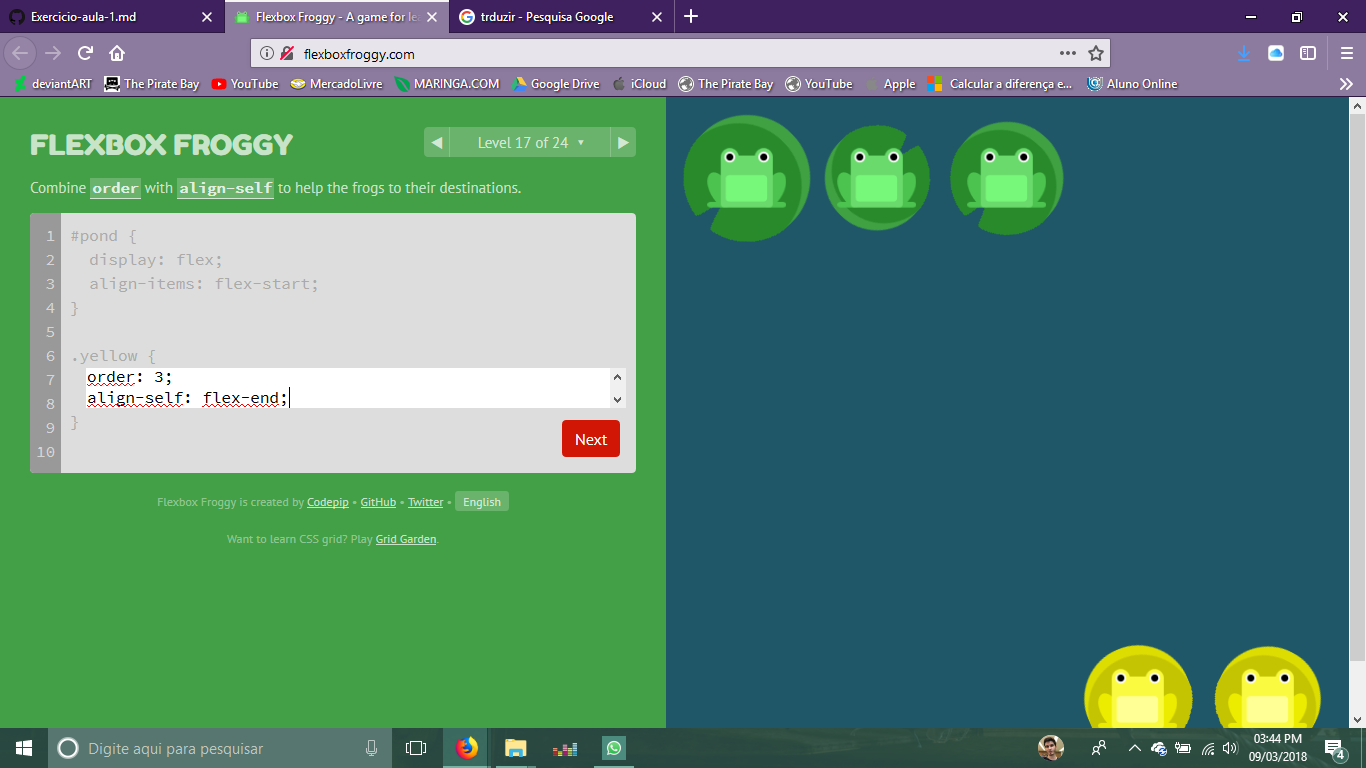 Exercicio-aula-1.md
Flexbox Froggy - A game for le
trduzir - Pesquisa Google
flexboxfroggy.com
deviantART The Pirate Bay YouTube MercadoLivre MARINGA.COM Google Drive iCloud The Pirate Bay YouTube Apple Calcular a diferença e... Aluno Online
FLEXBOX FROGGY
◀ Level 17 of 24 ▼ ▶
Combine order with align-self to help the frogs to their destinations.
1 #pond {
2 display: flex;
3 align-items: flex-start;
4 }
5
6 .yellow {
7 order: 3;
8 align-self: flex-end;
9 }
10
Next
Flexbox Froggy is created by Codepip • GitHub • Twitter • English
Want to learn CSS grid? Play Grid Garden.
Digite aqui para pesquisar
03:44 PM
09/03/2018
4